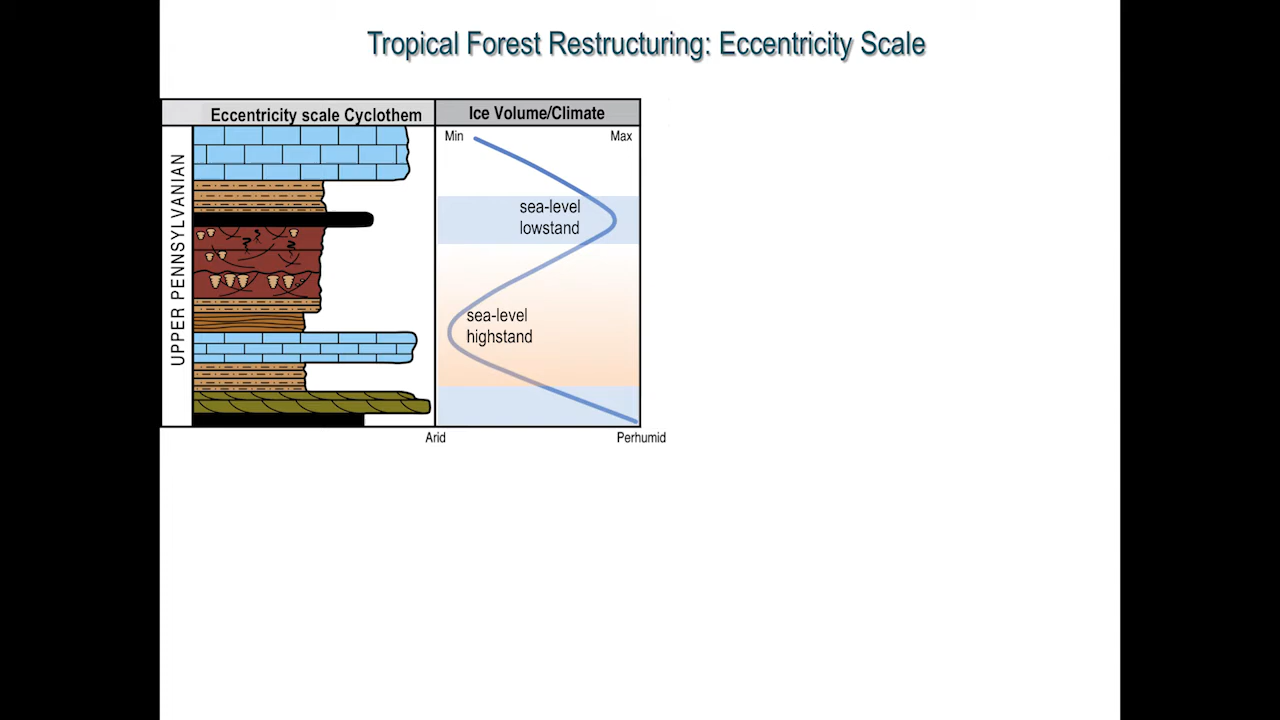 Tropical Forest Restructuring: Eccentricity Scale
Eccentricity scale Cyclothem
Ice Volume/Climate
Min
Max
UPPER PENNSYLVANIAN
sea-level
lowstand
sea-level
highstand
Arid
Perhumid